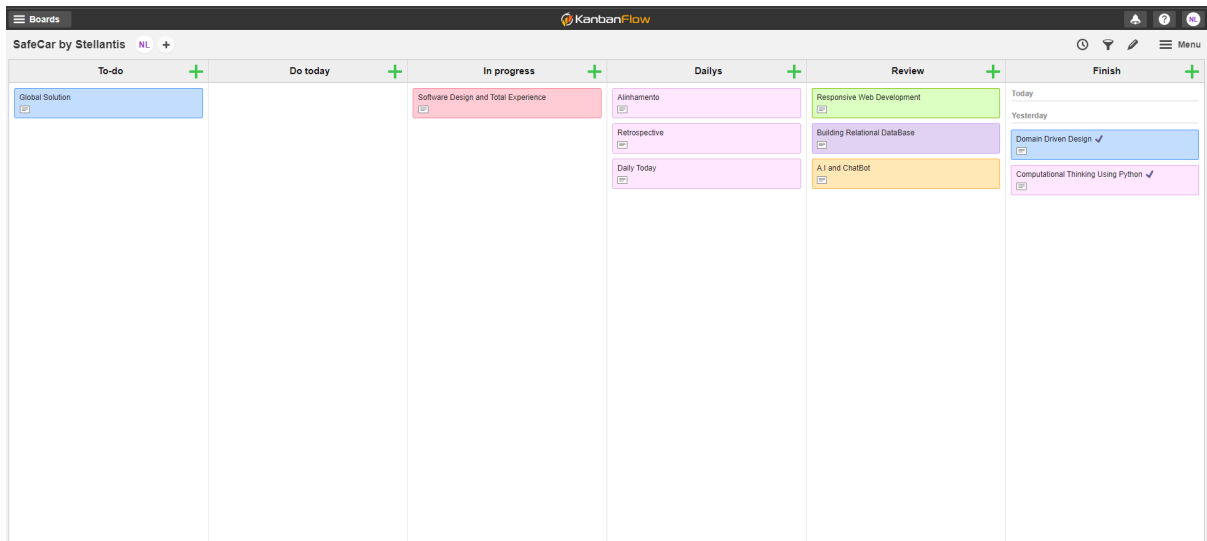 Boards
KanbanFlow
? NL
SafeCar by Stellantis NL +
Menu
To-do
Do today
In progress
Dailys
Review
Finish
Global Solution
Software Design and Total Experience
Alinhamento
Retrospective
Daily Today
Responsive Web Development
Building Relational DataBase
A.I and ChatBot
Today
Yesterday
Domain Driven Design
Computational Thinking Using Python